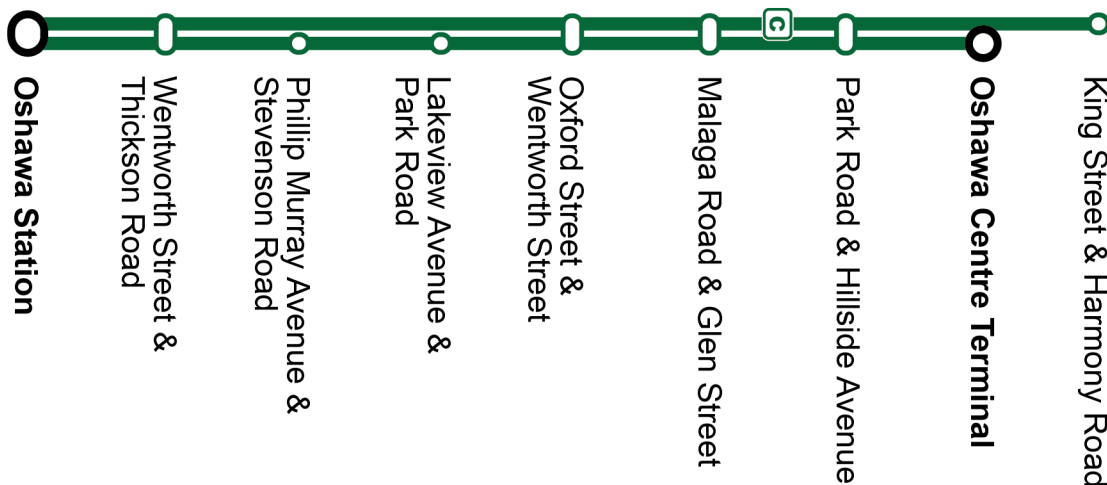 Oshawa Station
Wentworth Street &
Thickson Road
Phillip Murray Avenue &
Stevenson Road
Lakeview Avenue &
Park Road
Oxford Street &
Wentworth Street
Malaga Road & Glen Street
C
Park Road & Hillside Avenue
Oshawa Centre Terminal
King Street & Harmony Road